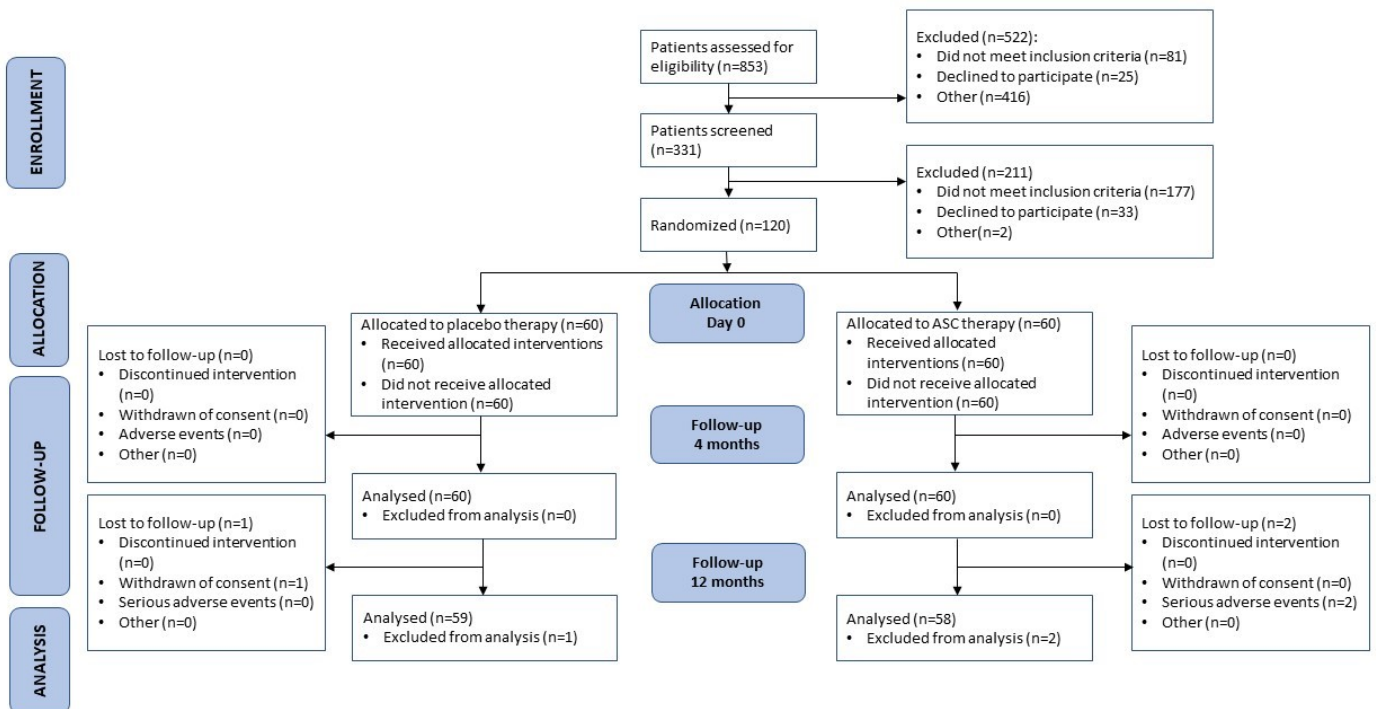 ENROLLMENT
Patients assessed for
eligibility (n=853)
Excluded (n=522):
• Did not meet inclusion criteria (n=81)
• Declined to participate (n=25)
• Other (n=416)
Patients screened
(n=331)
Excluded (n=211)
• Did not meet inclusion criteria (n=177)
• Declined to participate (n=33)
• Other(n=2)
Randomized (n=120)
ALLOCATION
Allocation
Day 0
Allocated to placebo therapy (n=60)
• Received allocated interventions
(n=60)
• Did not receive allocated
intervention (n=60)
Allocated to ASC therapy (n=60)
• Received allocated
interventions (n=60)
• Did not receive allocated
intervention (n=60)
FOLLOW-UP
Lost to follow-up (n=0)
• Discontinued intervention
(n=0)
• Withdrawn of consent (n=0)
• Adverse events (n=0)
• Other (n=0)
Follow-up
4 months
Lost to follow-up (n=0)
• Discontinued intervention
(n=0)
• Withdrawn of consent (n=0)
• Adverse events (n=0)
• Other (n=0)
Analysed (n=60)
• Excluded from analysis (n=0)
Analysed (n=60)
• Excluded from analysis (n=0)
Lost to follow-up (n=1)
• Discontinued intervention
(n=0)
• Withdrawn of consent (n=1)
• Serious adverse events (n=0)
• Other (n=0)
Follow-up
12 months
Lost to follow-up (n=2)
• Discontinued intervention
(n=0)
• Withdrawn of consent (n=0)
• Serious adverse events (n=2)
• Other (n=0)
ANALYSIS
Analysed (n=59)
• Excluded from analysis (n=1)
Analysed (n=58)
• Excluded from analysis (n=2)